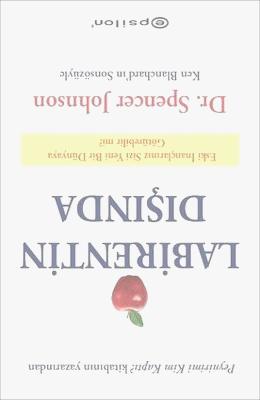 Peynirimi Kim Kaptı? kitabının yazarından
LABİRENTİN
DIŞINDA
Eski İnançlarınız Sizi Yeni Bir Dünyaya
Götürebilir mi?
Dr. Spencer Johnson
Ken Blanchard'ın Sonsözüyle
epsilon